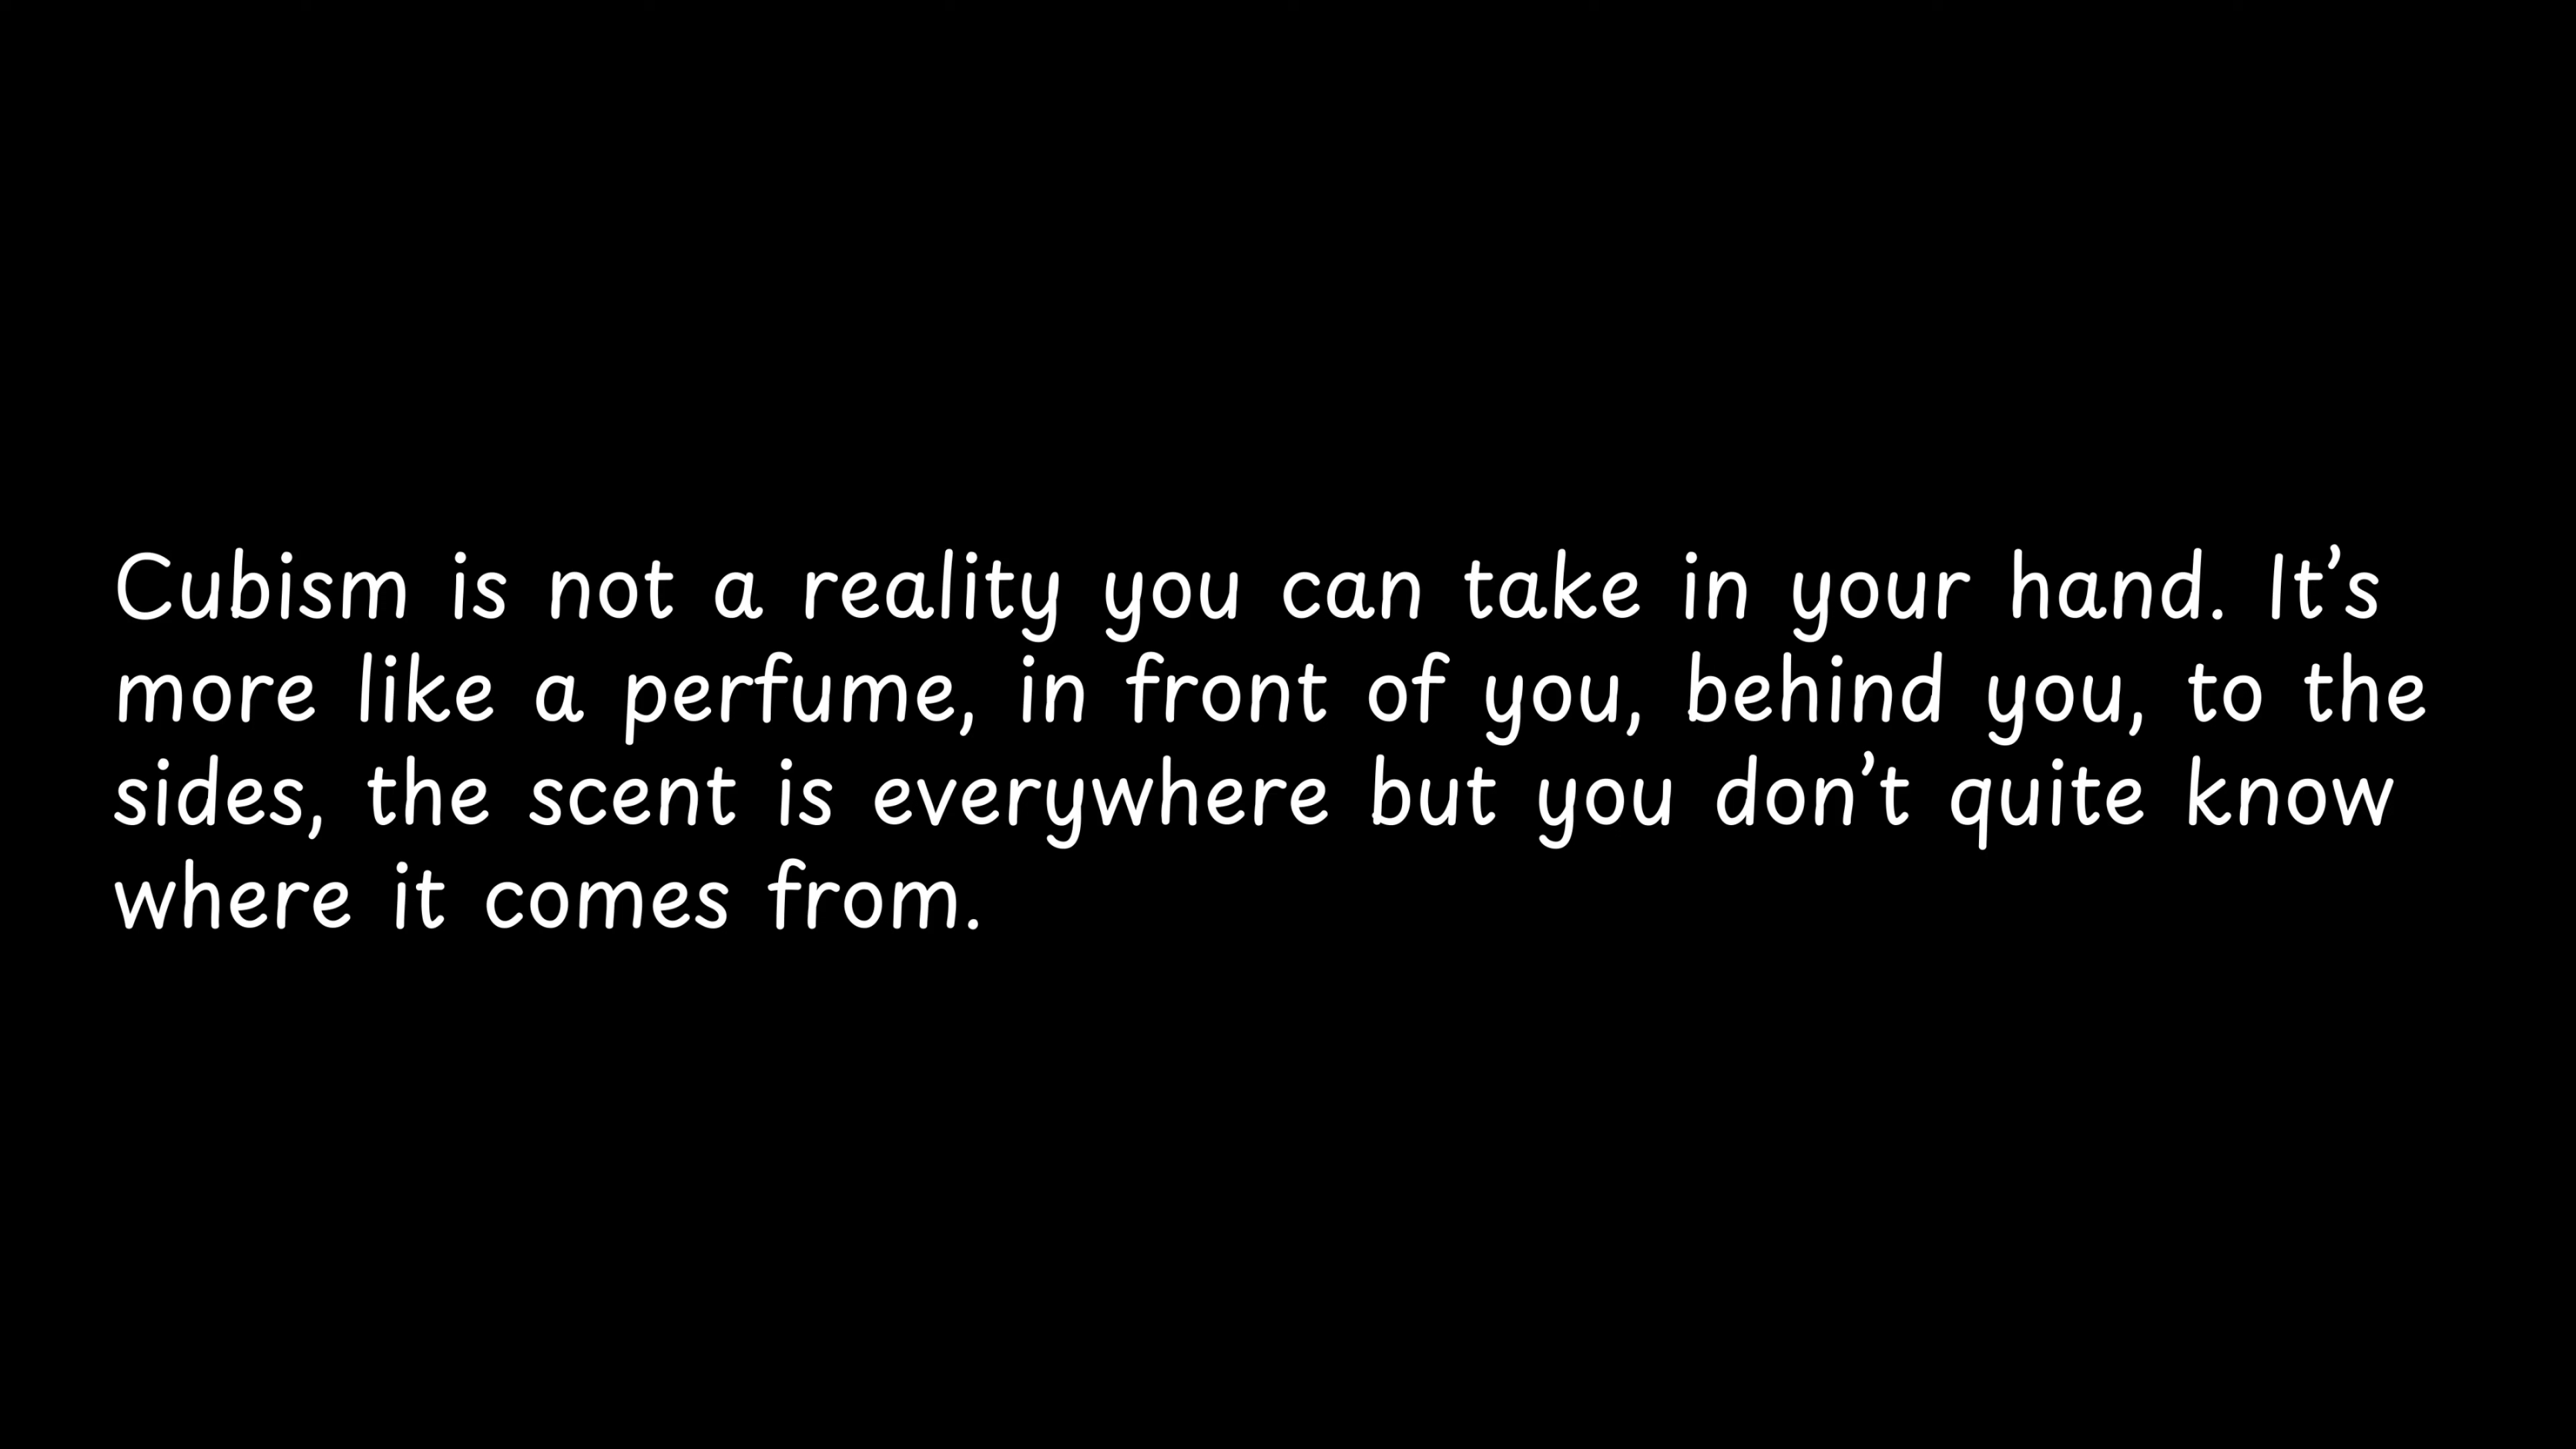 Cubism is not a reality you can take in your hand. It’s
more like a perfume, in front of you, behind you, to the
sides, the scent is everywhere but you don’t quite know
where it comes from.